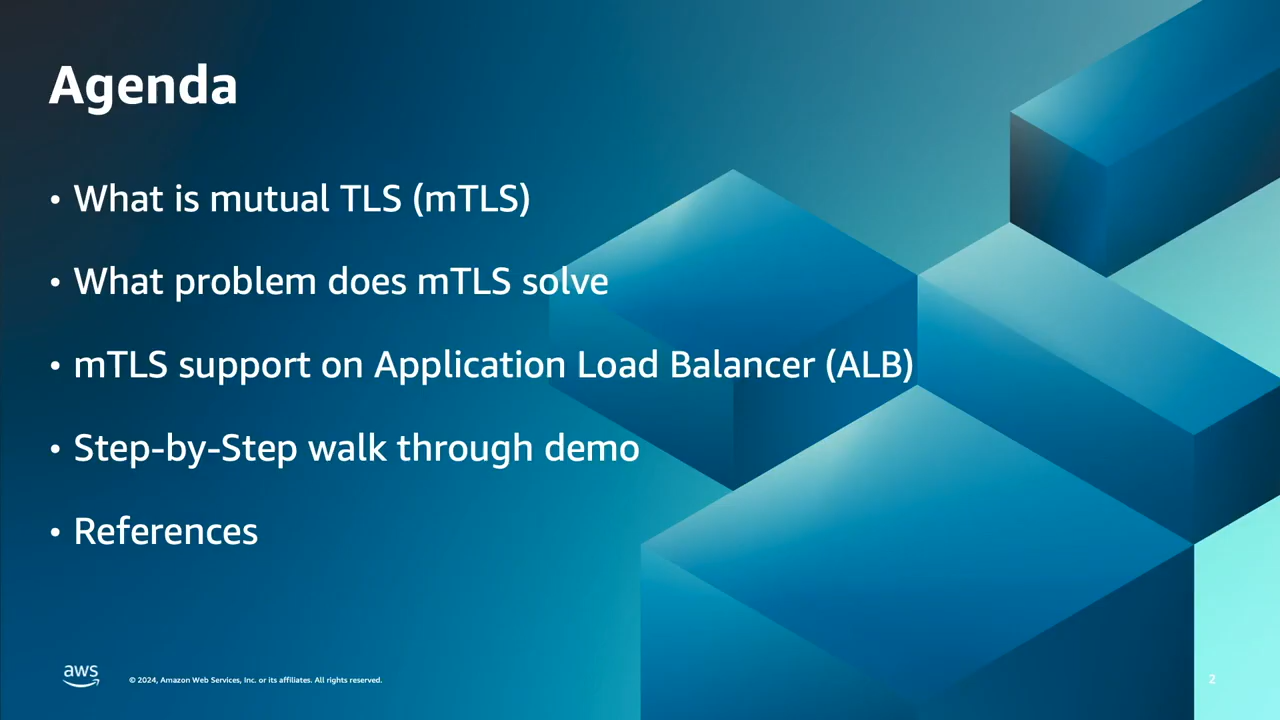 Agenda
• What is mutual TLS (mTLS)
• What problem does mTLS solve
• mTLS support on Application Load Balancer (ALB)
• Step-by-Step walk through demo
• References
aws
© 2024, Amazon Web Services, Inc. or its affiliates. All rights reserved.
2